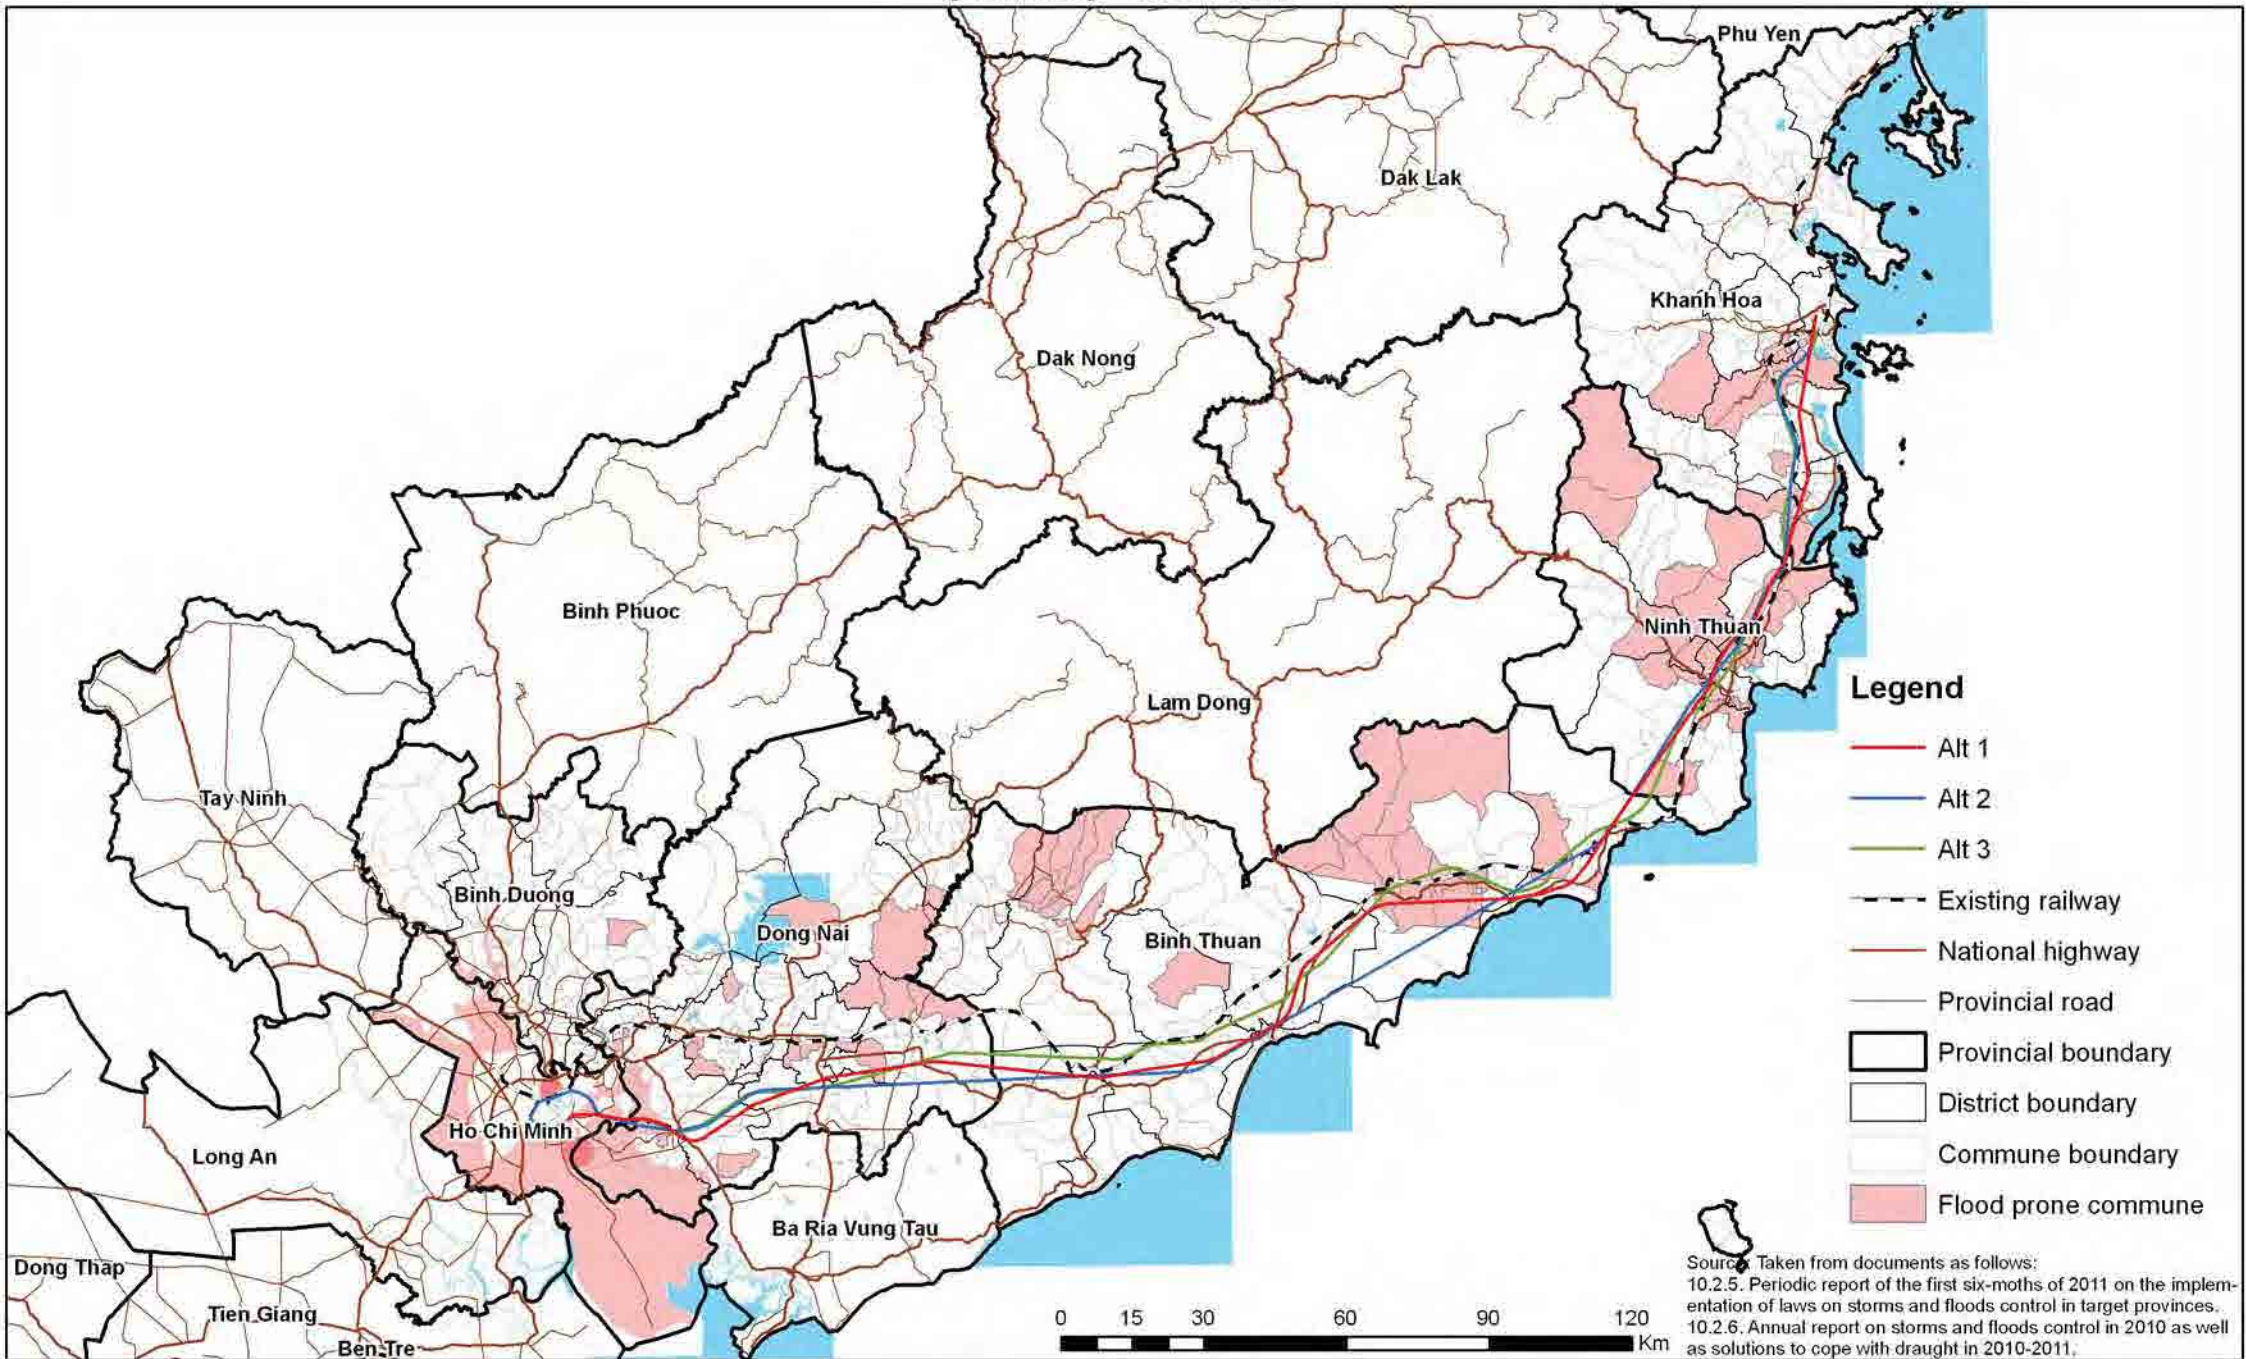 Phu Yen
Dak Lak
Khanh Hoa
Dak Nong
Binh Phuoc
Ninh Thuan
Lam Dong
Tay Ninh
Binh Duong
Dong Nai
Binh Thuan
Ho Chi Minh
Long An
Ba Ria Vung Tau
Dong Thap
Tien Giang
Ben Tre
Legend
Alt 1
Alt 2
Alt 3
Existing railway
National highway
Provincial road
Provincial boundary
District boundary
Commune boundary
Flood prone commune
0 15 30 60 90 120
Km
Source: Taken from documents as follows:
10.2.5. Periodic report of the first six-moths of 2011 on the implem-
entation of laws on storms and floods control in target provinces.
10.2.6. Annual report on storms and floods control in 2010 as well
as solutions to cope with draught in 2010-2011.